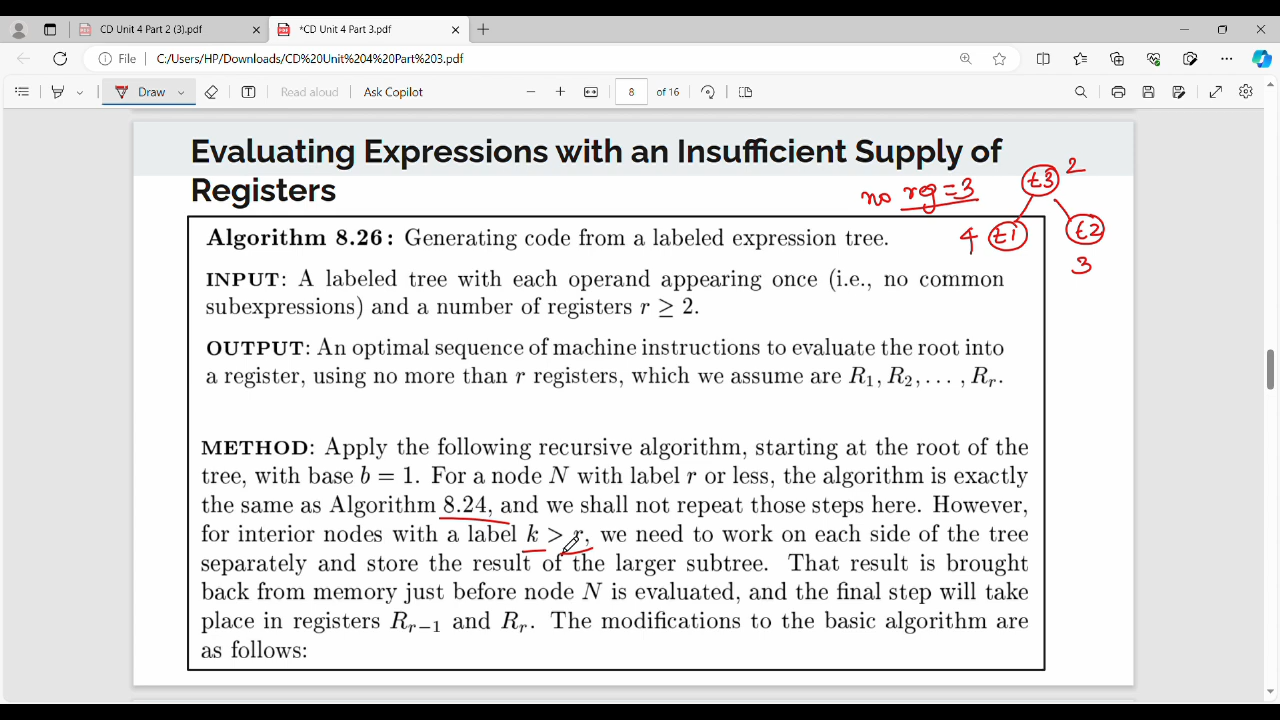 CD Unit 4 Part 2 (3).pdf
*CD Unit 4 Part 3.pdf
File
C:/Users/HP/Downloads/CD%20Unit%204%20Part%203.pdf
Draw
Read aloud
Ask Copilot
8 of 16
Evaluating Expressions with an Insufficient Supply of
Registers
no reg=3
t3 2
4 t1 t2
3
Algorithm 8.26: Generating code from a labeled expression tree.
INPUT: A labeled tree with each operand appearing once (i.e., no common
subexpressions) and a number of registers r ≥ 2.
OUTPUT: An optimal sequence of machine instructions to evaluate the root into
a register, using no more than r registers, which we assume are R₁, R₂, . . . , Rᵣ.
METHOD: Apply the following recursive algorithm, starting at the root of the
tree, with base b = 1. For a node N with label r or less, the algorithm is exactly
the same as Algorithm 8.24, and we shall not repeat those steps here. However,
for interior nodes with a label k > r, we need to work on each side of the tree
separately and store the result of the larger subtree. That result is brought
back from memory just before node N is evaluated, and the final step will take
place in registers Rᵣ₋₁ and Rᵣ. The modifications to the basic algorithm are
as follows: